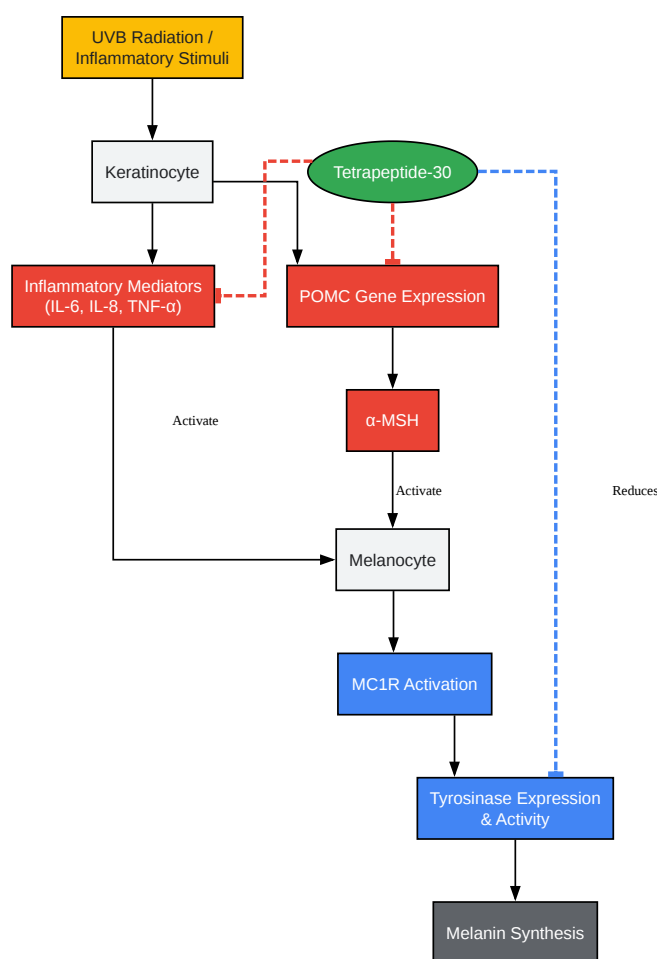 UVB Radiation /
Inflammatory Stimuli
Keratinocyte
Tetrapeptide-30
Inflammatory Mediators
(IL-6, IL-8, TNF-α)
POMC Gene Expression
α-MSH
Activate
Activate
Reduces
Melanocyte
MC1R Activation
Tyrosinase Expression
& Activity
Melanin Synthesis